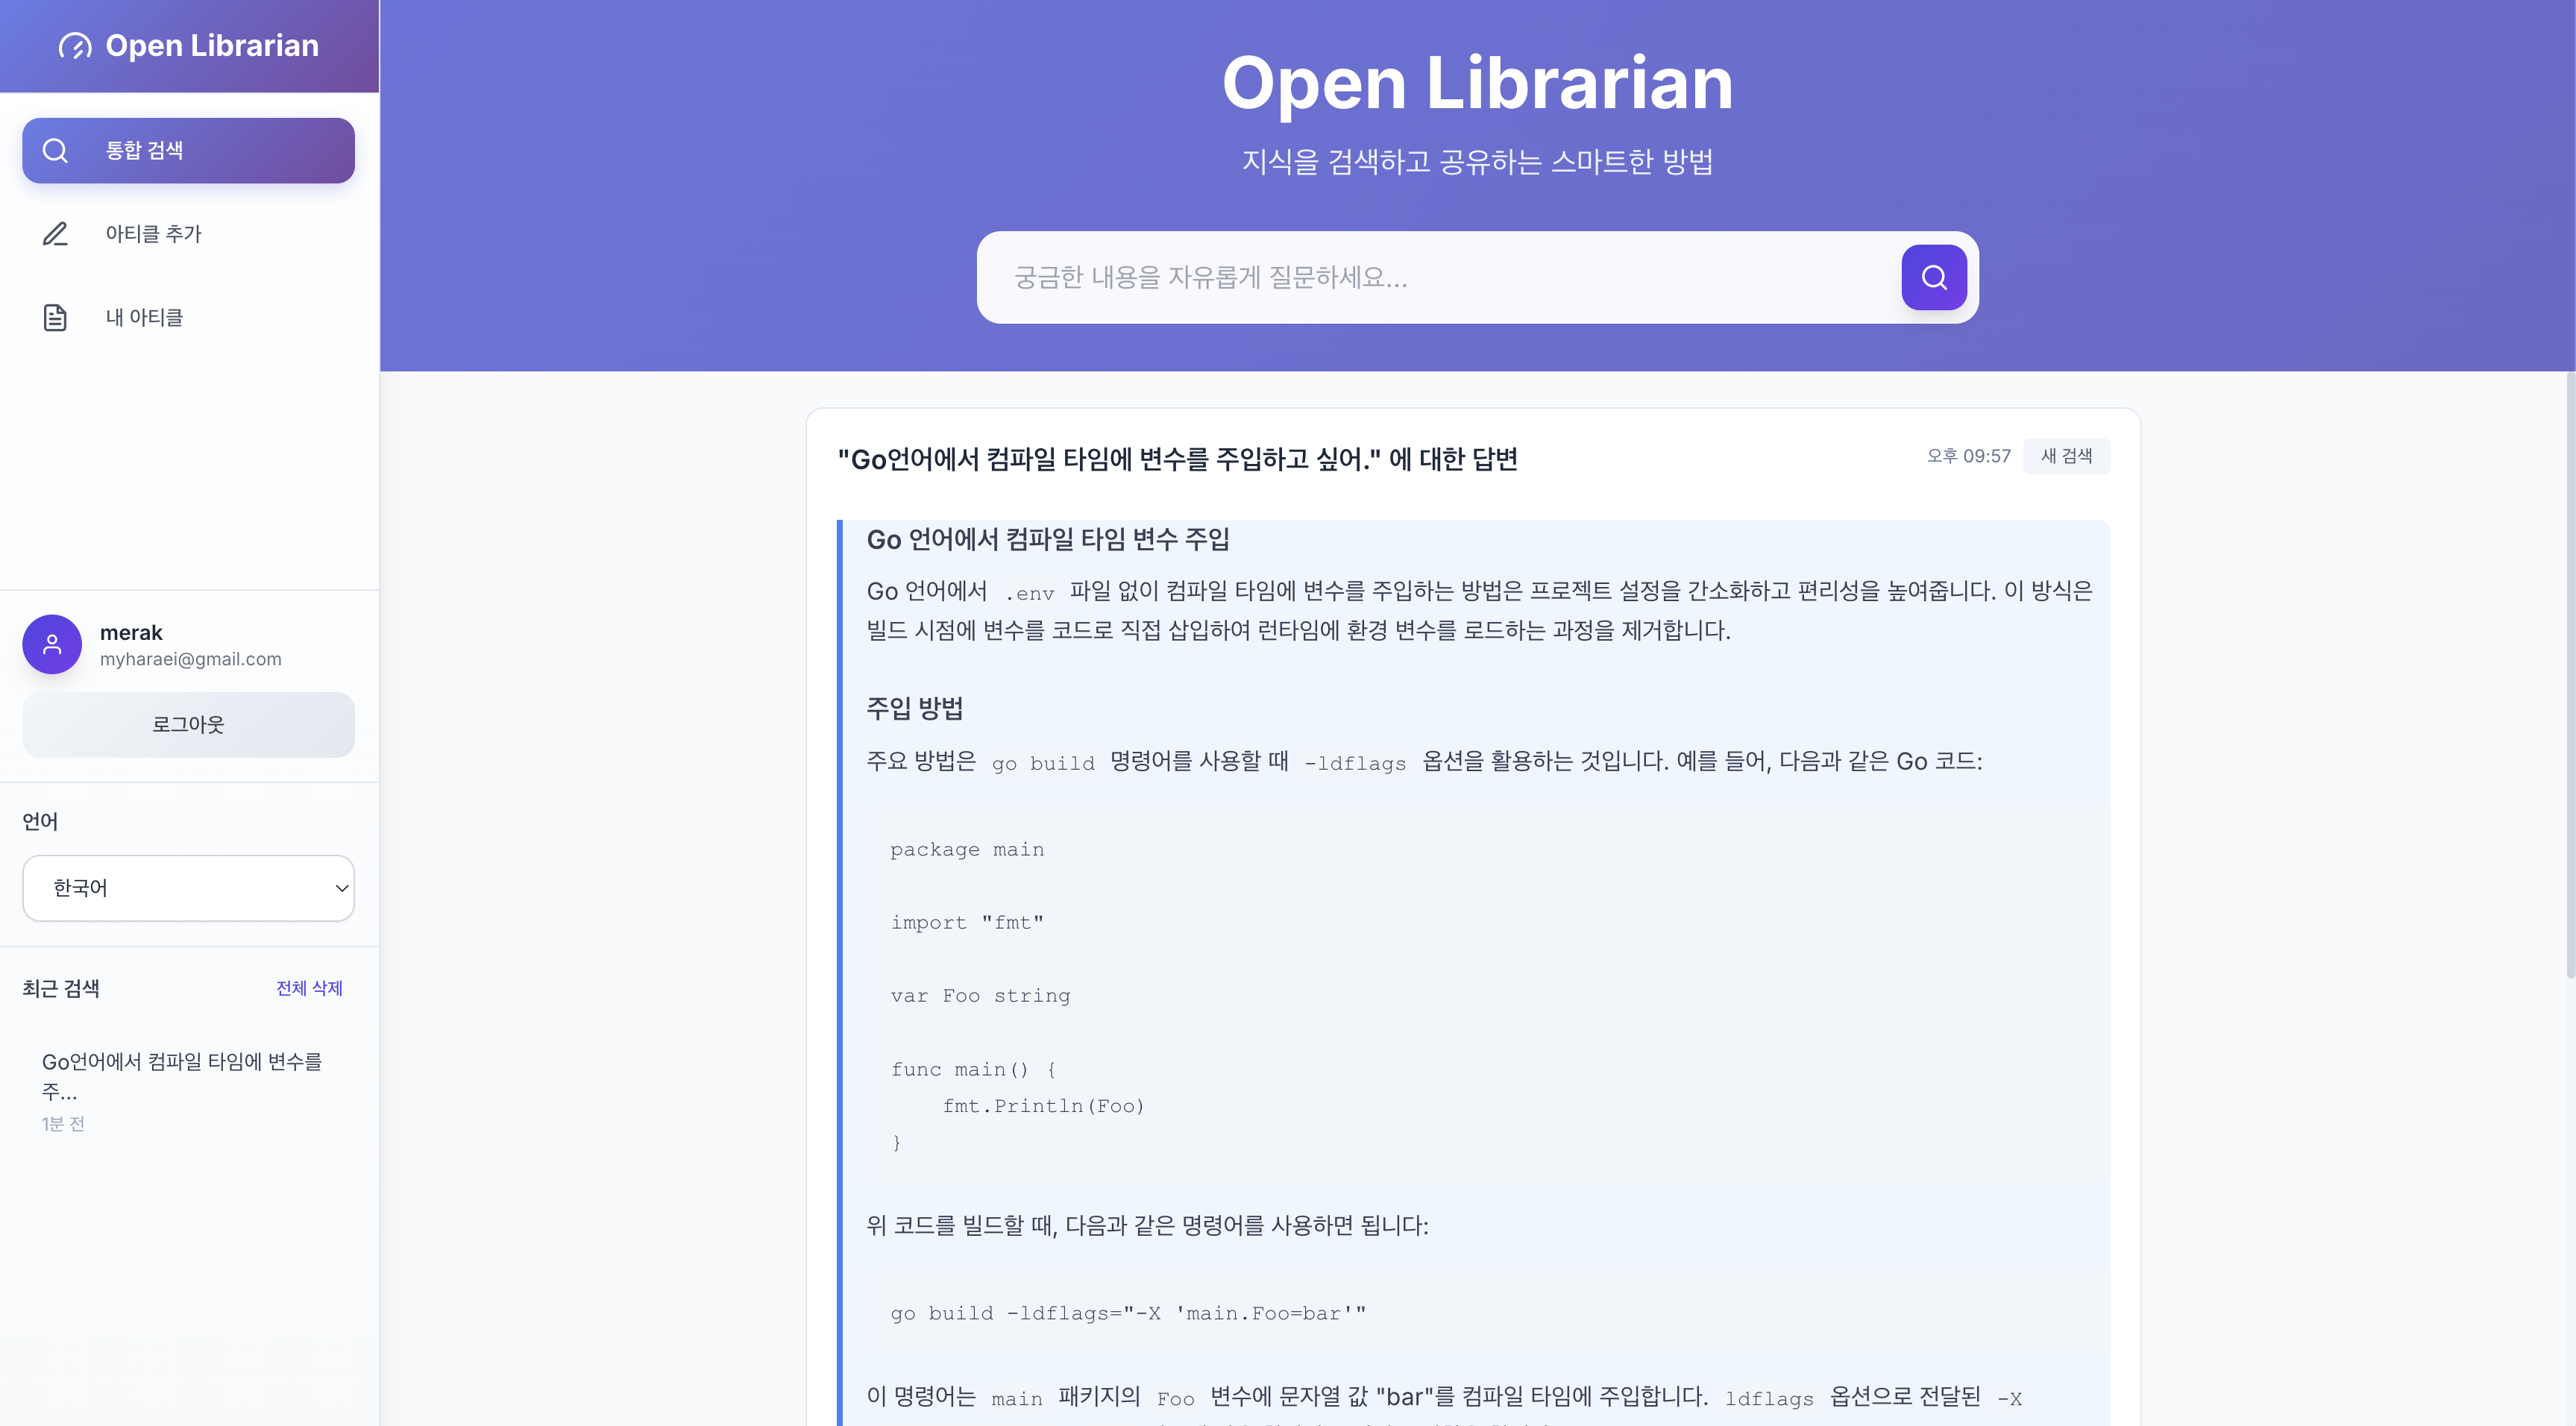 Open Librarian
통합 검색
아티클 추가
내 아티클
merak
myharaei@gmail.com
로그아웃
언어
한국어
최근 검색 전체 삭제
Go언어에서 컴파일 타임에 변수를
주...
1분 전
Open Librarian
지식을 검색하고 공유하는 스마트한 방법
궁금한 내용을 자유롭게 질문하세요...
"Go언어에서 컴파일 타임에 변수를 주입하고 싶어." 에 대한 답변 오후 09:57 새 검색
Go 언어에서 컴파일 타임 변수 주입
Go 언어에서 .env 파일 없이 컴파일 타임에 변수를 주입하는 방법은 프로젝트 설정을 간소화하고 편리성을 높여줍니다. 이 방식은
빌드 시점에 변수를 코드로 직접 삽입하여 런타임에 환경 변수를 로드하는 과정을 제거합니다.
주입 방법
주요 방법은 go build 명령어를 사용할 때 -ldflags 옵션을 활용하는 것입니다. 예를 들어, 다음과 같은 Go 코드:
package main
import "fmt"
var Foo string
func main() {
    fmt.Println(Foo)
}
위 코드를 빌드할 때, 다음과 같은 명령어를 사용하면 됩니다:
go build -ldflags="-X 'main.Foo=bar'"
이 명령어는 main 패키지의 Foo 변수에 문자열 값 "bar"를 컴파일 타임에 주입합니다. ldflags 옵션으로 전달된 -X